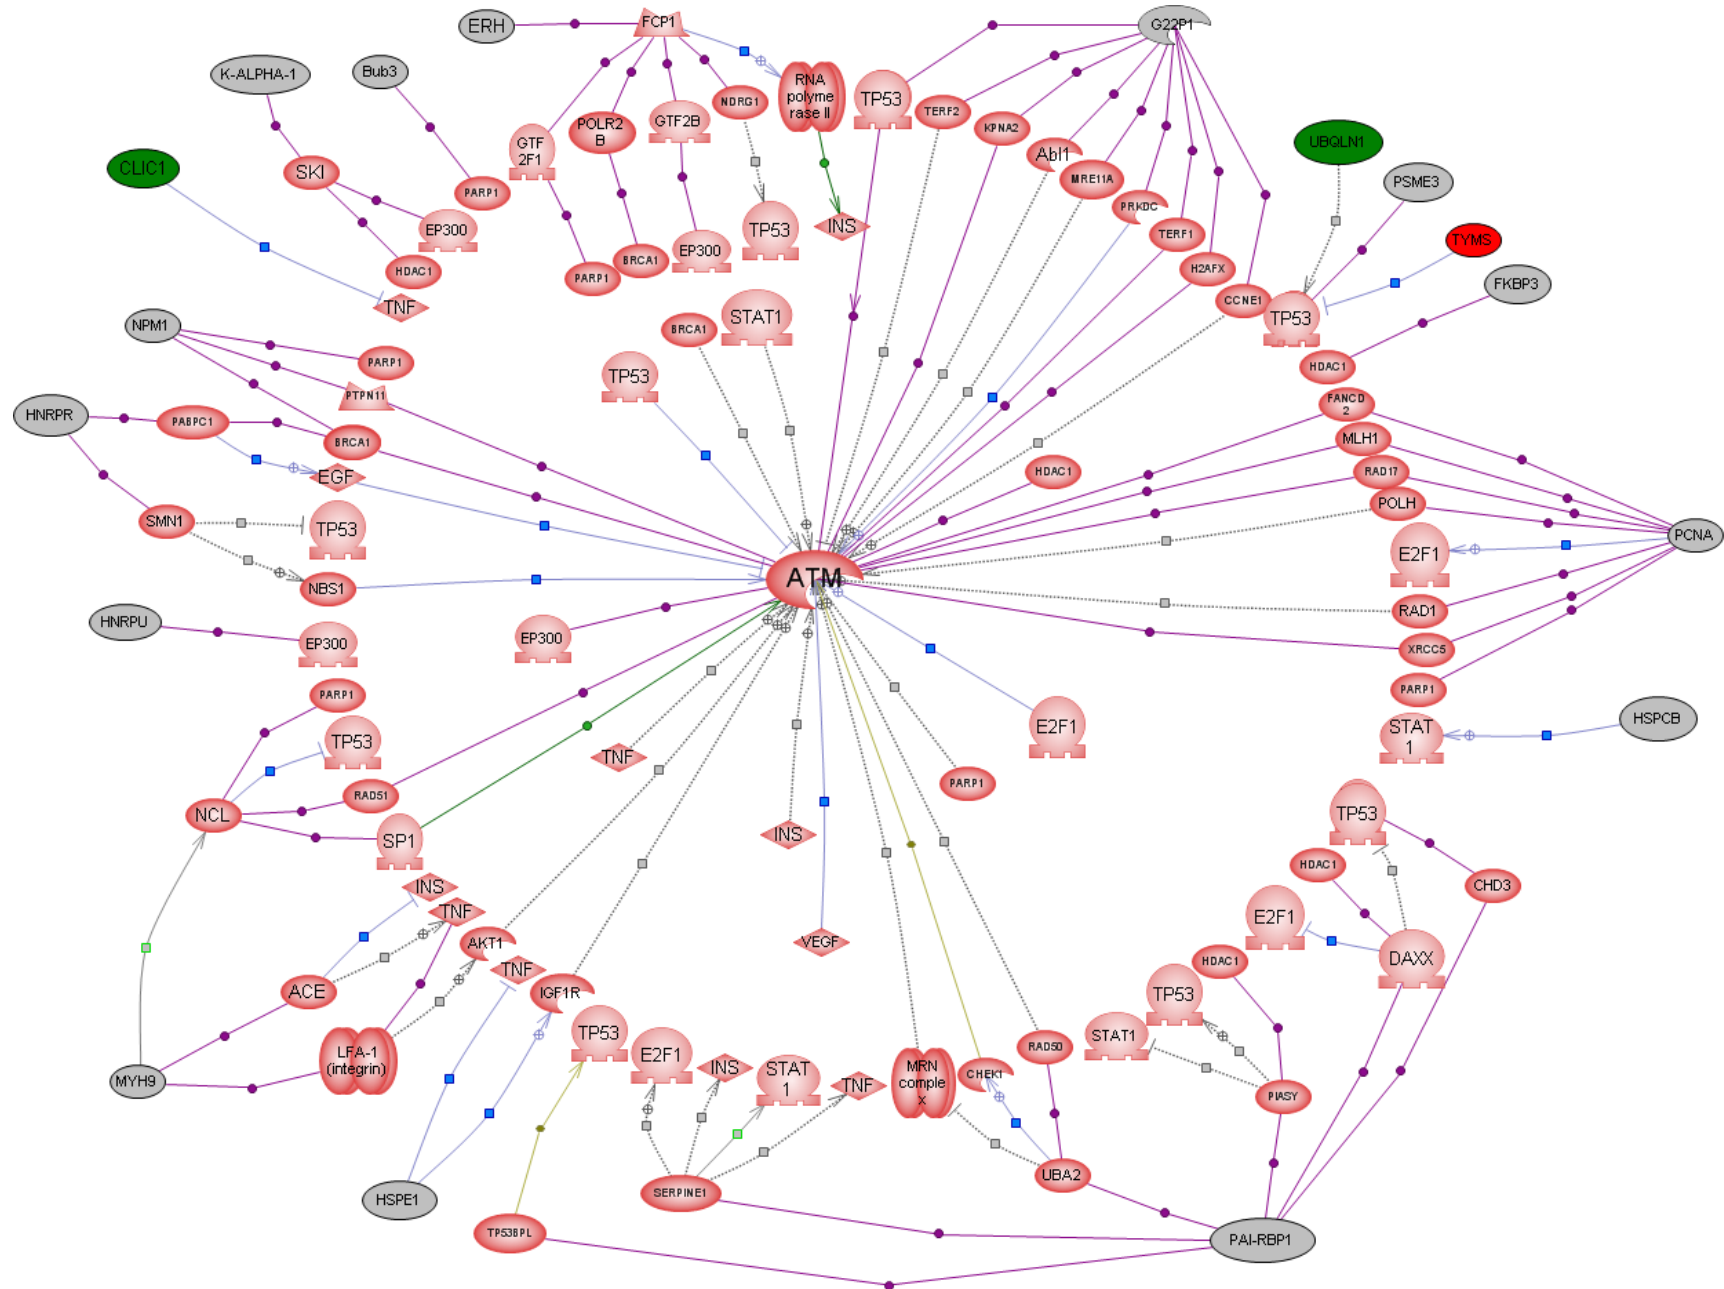 ERH
FCP1
G22P1
K-ALPHA-1
Bub3
RNA
polyme
rase II
TP53
NDRG1
TERF2
KPNA2
GTF2B
POLR2
B
GTF
2F1
UBQLN1
CLIC1
SKI
PARP1
Abl1
MRE11A
PSME3
EP300
TP53
INS
PRKDC
TERF1
TYMS
BRCA1
EP300
PARP1
HDAC1
H2AFX
FKBP3
TNF
CCNE1
TP53
NPM1
BRCA1
STAT1
PARP1
TP53
HDAC1
PTPN11
FANCD
2
HNRPR
PABPC1
BRCA1
MLH1
EGF
HDAC1
RAD17
POLH
SMN1
TP53
PCNA
E2F1
NBS1
ATM
RAD1
HNRPU
EP300
EP300
XRCC5
PARP1
PARP1
TP53
E2F1
STAT
1
HSPCB
TNF
RAD51
PARP1
NCL
SP1
INS
TP53
HDAC1
CHD3
INS
TNF
E2F1
AKT1
VEGF
DAXX
TNF
HDAC1
ACE
IGF1R
TP53
TP53
STAT1
E2F1
RAD50
LFA-1
(integrin)
MYH9
INS
STAT
1
TNF
MRN
comple
x
CHEK1
PIASY
UBA2
SERPINE1
HSPE1
TP53BPL
PAI-RBP1